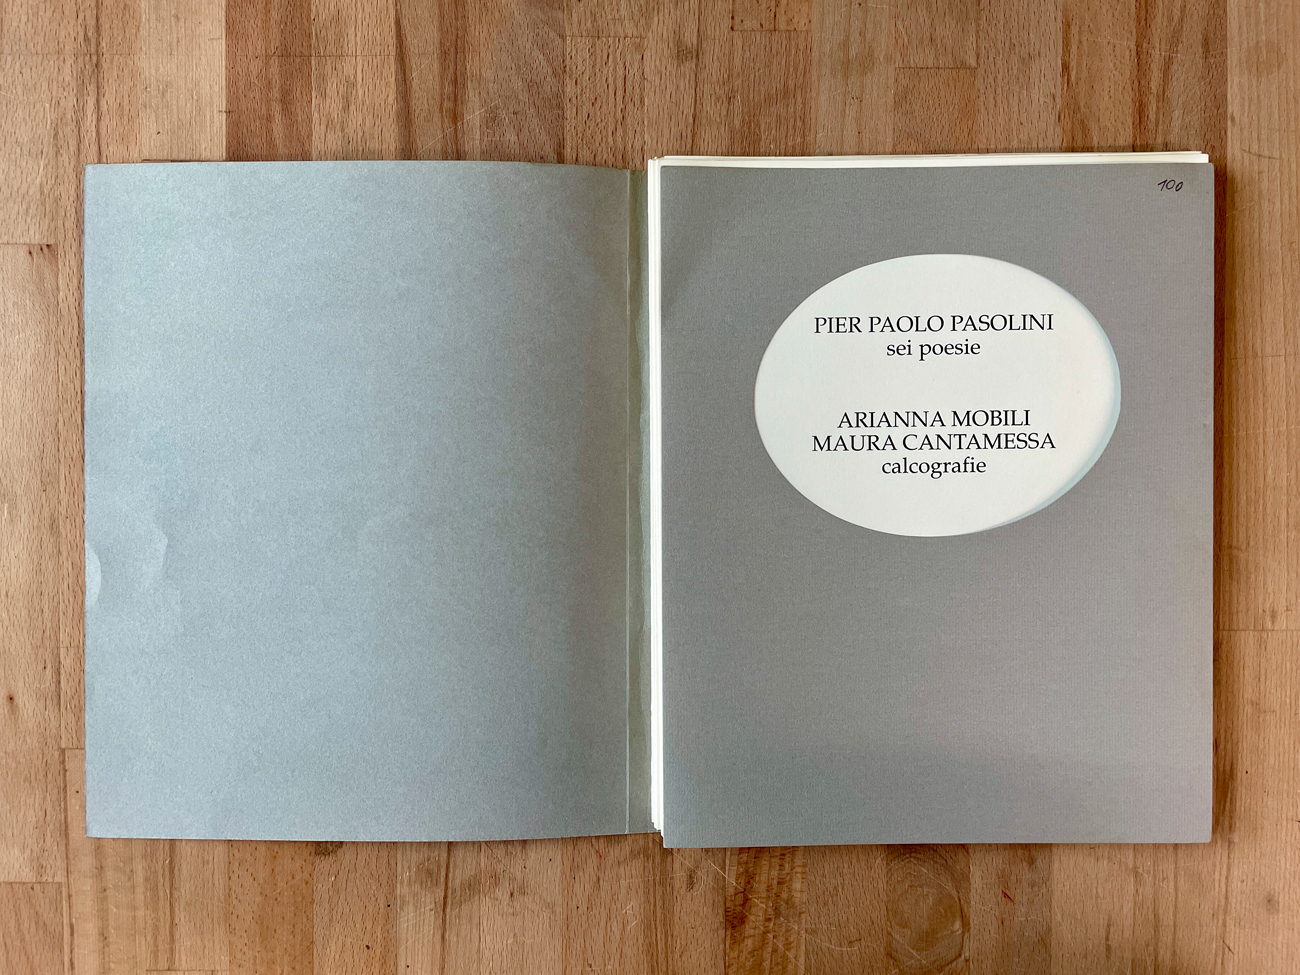 100
PIER PAOLO PASOLINI
sei poesie
ARIANNA MOBILI
MAURA CANTAMESSA
calcografie